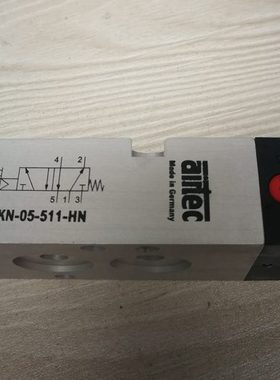 4 2
5 1 3
KN-05-511-HN
airtec
Made in Germany